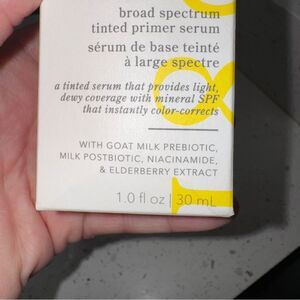 broad spectrum
tinted primer serum
sérum de base teinté
à large spectre
a tinted serum that provides light,
dewy coverage with mineral SPF
that instantly color-corrects
WITH GOAT MILK PREBIOTIC,
MILK POSTBIOTIC, NIACINAMIDE,
& ELDERBERRY EXTRACT
1.0 fl oz | 30 mL